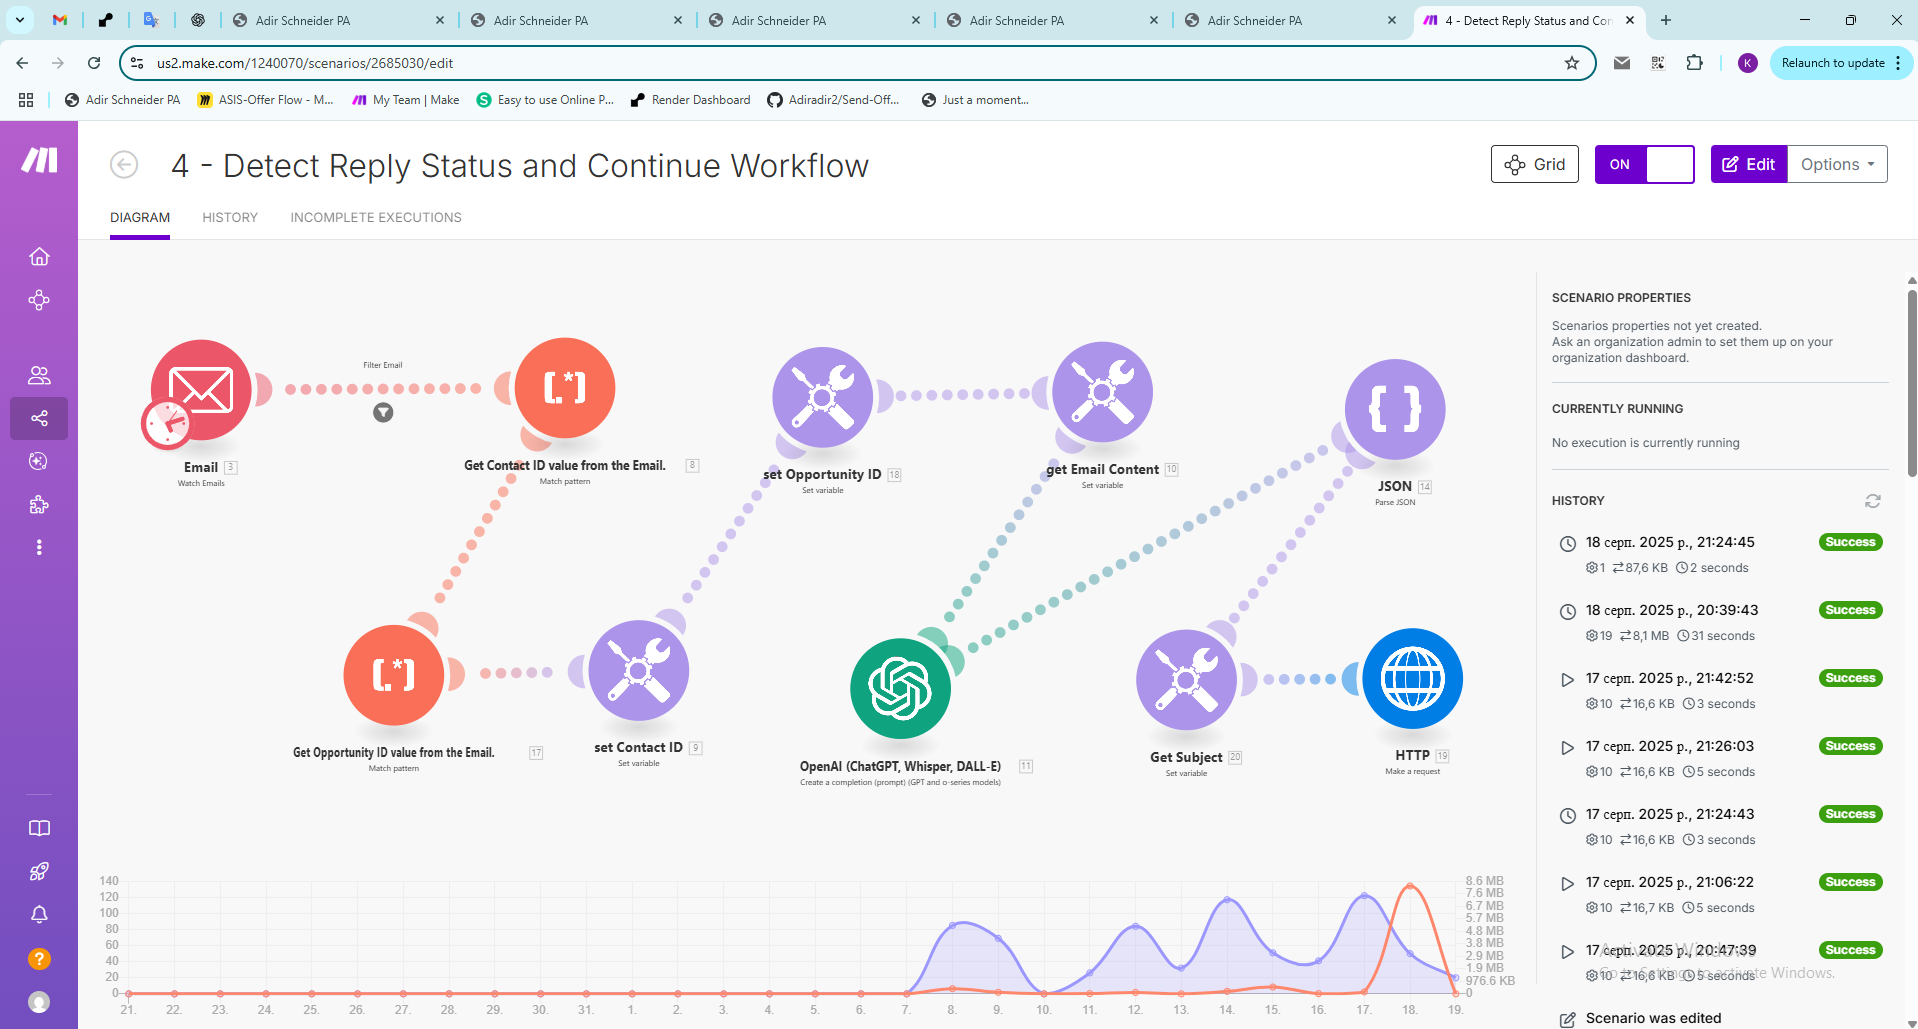 Adir Schneider PA
Adir Schneider PA
Adir Schneider PA
Adir Schneider PA
Adir Schneider PA
4 - Detect Reply Status and Con
us2.make.com/1240070/scenarios/2685030/edit
K
Relaunch to update
Adir Schneider PA
ASIS-Offer Flow - M...
My Team | Make
Easy to use Online P...
Render Dashboard
Adiradir2/Send-Off...
Just a moment...
4 - Detect Reply Status and Continue Workflow
Grid
ON
Edit
Options
DIAGRAM
HISTORY
INCOMPLETE EXECUTIONS
Filter Email
Email 3
Watch Emails
Get Contact ID value from the Email. 8
Match pattern
set Opportunity ID 18
Set variable
get Email Content 10
Set variable
JSON 14
Parse JSON
Get Opportunity ID value from the Email. 17
Match pattern
set Contact ID 9
Set variable
OpenAI (ChatGPT, Whisper, DALL-E) 11
Create a completion (prompt) (GPT and o-series models)
Get Subject 20
Set variable
HTTP 19
Make a request
140
120
100
80
60
40
20
0
8.6 MB
7.6 MB
6.7 MB
5.7 MB
4.8 MB
3.8 MB
2.9 MB
1.9 MB
976.6 KB
0
21. 22. 23. 24. 25. 26. 27. 28. 29. 30. 31. 1. 2. 3. 4. 5. 6. 7. 8. 9. 10. 11. 12. 13. 14. 15. 16. 17. 18. 19.
SCENARIO PROPERTIES
Scenarios properties not yet created.
Ask an organization admin to set them up on your
organization dashboard.
CURRENTLY RUNNING
No execution is currently running
HISTORY
18 серп. 2025 р., 21:24:45 Success
1 87,6 KB 2 seconds
18 серп. 2025 р., 20:39:43 Success
19 8,1 MB 31 seconds
17 серп. 2025 р., 21:42:52 Success
10 16,6 KB 3 seconds
17 серп. 2025 р., 21:26:03 Success
10 16,6 KB 5 seconds
17 серп. 2025 р., 21:24:43 Success
10 16,6 KB 3 seconds
17 серп. 2025 р., 21:06:22 Success
10 16,7 KB 5 seconds
17 серп. 2025 р., 20:47:39 Success
10 16,6 KB 5 seconds
Activate Windows
Go to Settings to activate Windows.
Scenario was edited